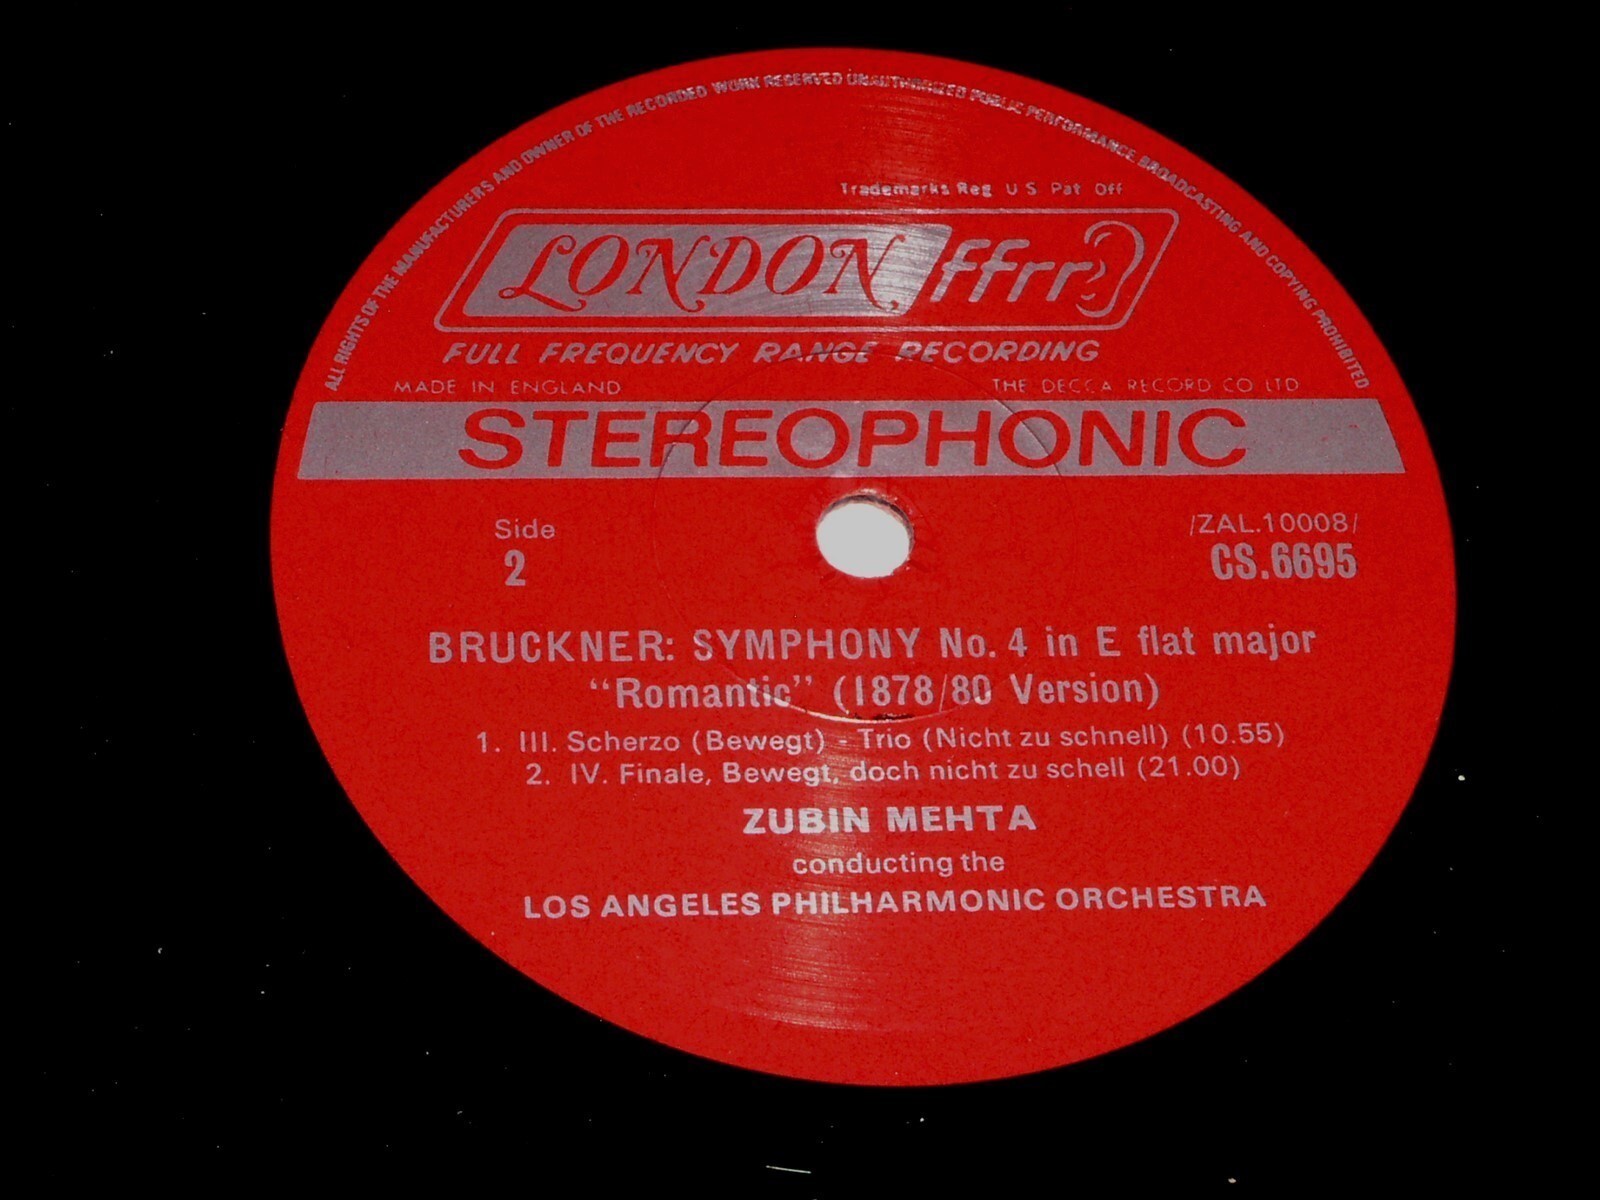 ALL RIGHTS OF THE MANUFACTURERS AND OWNER OF THE RECORDED WORK RESERVED UNAUTHORIZED PUBLIC PERFORMANCE BROADCASTING AND COPYING PROHIBITED
Trademarks Reg U S Pat Off
LONDON ffrr
FULL FREQUENCY RANGE RECORDING
MADE IN ENGLAND THE DECCA RECORD CO LTD
STEREOPHONIC
Side /ZAL.10008/
2 CS.6695
BRUCKNER: SYMPHONY No. 4 in E flat major
“Romantic” (1878/80 Version)
1. III. Scherzo (Bewegt) - Trio (Nicht zu schnell) (10.55)
2. IV. Finale, Bewegt, doch nicht zu schell (21.00)
ZUBIN MEHTA
conducting the
LOS ANGELES PHILHARMONIC ORCHESTRA